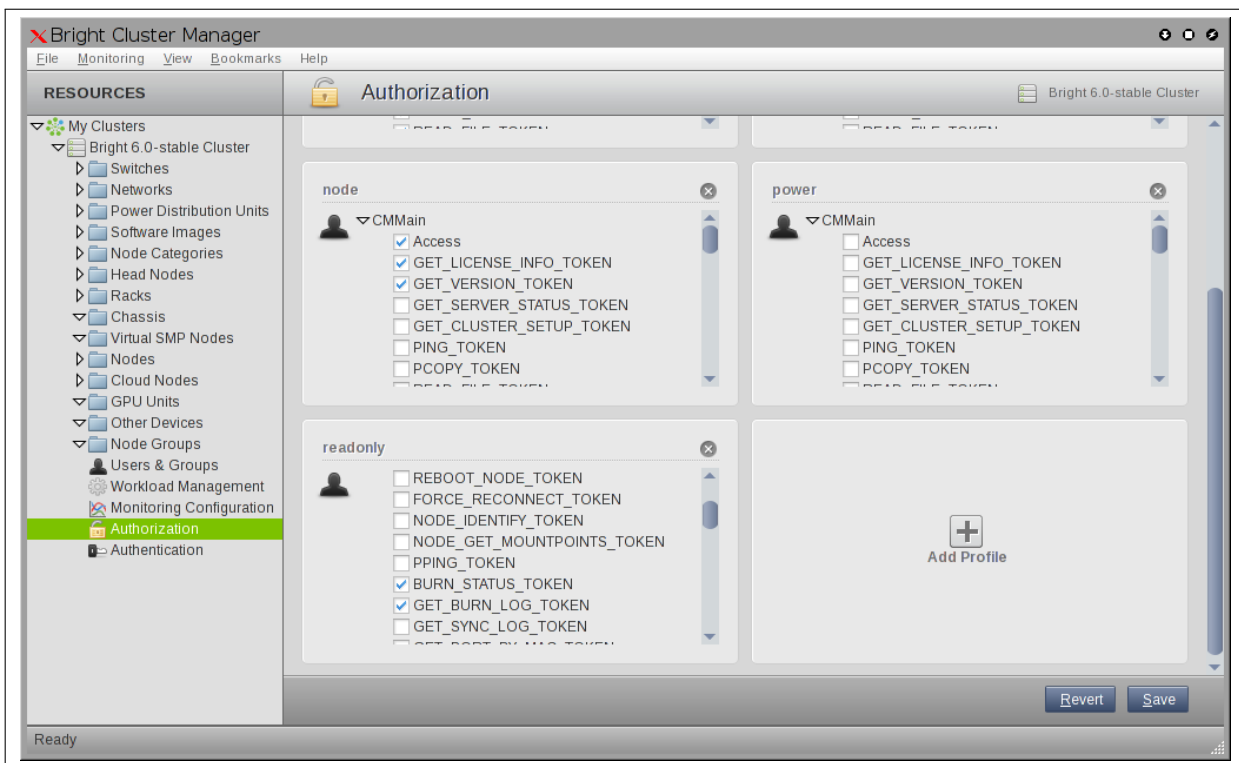 Bright Cluster Manager
File Monitoring View Bookmarks Help
RESOURCES
My Clusters
Bright 6.0-stable Cluster
Switches
Networks
Power Distribution Units
Software Images
Node Categories
Head Nodes
Racks
Chassis
Virtual SMP Nodes
Nodes
Cloud Nodes
GPU Units
Other Devices
Node Groups
Users & Groups
Workload Management
Monitoring Configuration
Authorization
Authentication
Authorization
Bright 6.0-stable Cluster
node
CMMain
Access
GET_LICENSE_INFO_TOKEN
GET_VERSION_TOKEN
GET_SERVER_STATUS_TOKEN
GET_CLUSTER_SETUP_TOKEN
PING_TOKEN
PCOPY_TOKEN
power
CMMain
Access
GET_LICENSE_INFO_TOKEN
GET_VERSION_TOKEN
GET_SERVER_STATUS_TOKEN
GET_CLUSTER_SETUP_TOKEN
PING_TOKEN
PCOPY_TOKEN
readonly
REBOOT_NODE_TOKEN
FORCE_RECONNECT_TOKEN
NODE_IDENTIFY_TOKEN
NODE_GET_MOUNTPOINTS_TOKEN
PPING_TOKEN
BURN_STATUS_TOKEN
GET_BURN_LOG_TOKEN
GET_SYNC_LOG_TOKEN
Add Profile
Revert Save
Ready